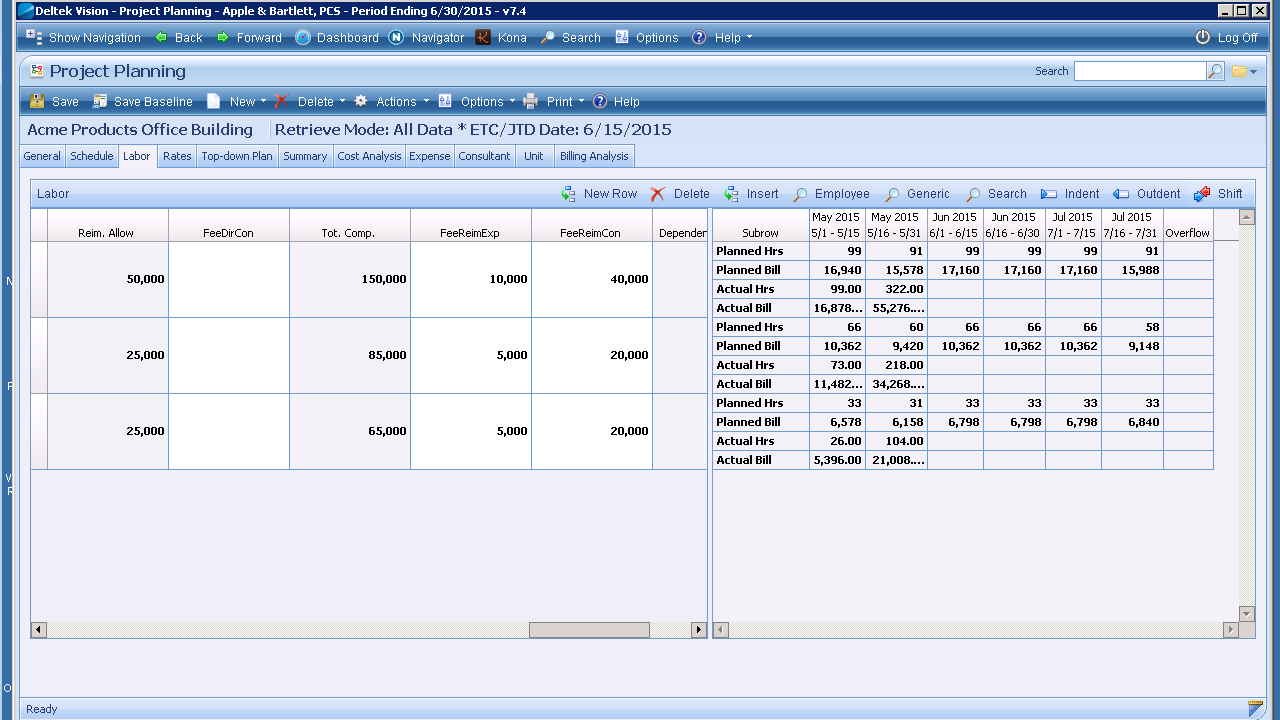 Deltek Vision - Project Planning - Apple & Bartlett, PCS - Period Ending 6/30/2015 - v7.4
Show Navigation Back Forward Dashboard Navigator Kona Search Options Help Log Off
Project Planning Search
Save Save Baseline New Delete Actions Options Print Help
Acme Products Office Building Retrieve Mode: All Data * ETC/JTD Date: 6/15/2015
General Schedule Labor Rates Top-down Plan Summary Cost Analysis Expense Consultant Unit Billing Analysis
Labor New Row Delete Insert Employee Generic Search Indent Outdent Shift
May 2015 May 2015 Jun 2015 Jun 2015 Jul 2015 Jul 2015
Reim. Allow FeeDirCon Tot. Comp. FeeReimExp FeeReimCon Dependen Subrow 5/1 - 5/15 5/16 - 5/31 6/1 - 6/15 6/16 - 6/30 7/1 - 7/15 7/16 - 7/31 Overflow
Planned Hrs 99 91 99 99 99 91
Planned Bill 16,940 15,578 17,160 17,160 17,160 15,988
50,000 150,000 10,000 40,000
Actual Hrs 99.00 322.00
Actual Bill 16,878... 55,276....
Planned Hrs 66 60 66 66 66 58
Planned Bill 10,362 9,420 10,362 10,362 10,362 9,148
25,000 85,000 5,000 20,000
Actual Hrs 73.00 218.00
Actual Bill 11,482... 34,268....
Planned Hrs 33 31 33 33 33 33
Planned Bill 6,578 6,158 6,798 6,798 6,798 6,840
25,000 65,000 5,000 20,000
Actual Hrs 26.00 104.00
Actual Bill 5,396.00 21,008....
Ready